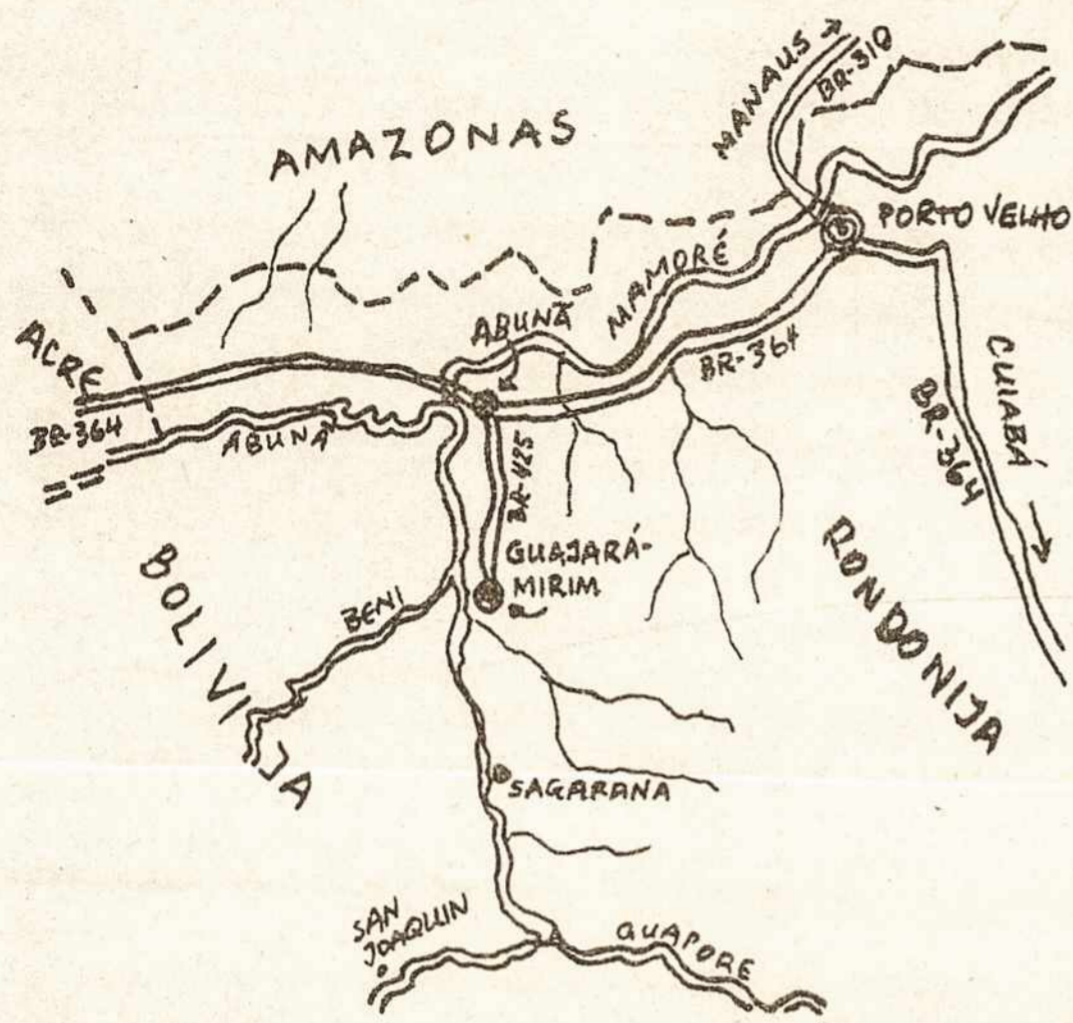 MANAUS
BR-319
AMAZONAS
PORTO VELHO
MAMORÉ
ABUNÃ
BR-364
ACRE
BR-364
ABUNÃ
CUIABÁ
BR-364
BR-425
GUAJARÁ-
MIRIM
BENI
BOLIVIJA
RONDONIJA
SAGARANA
SAN
JOAQUIN
GUAPORE